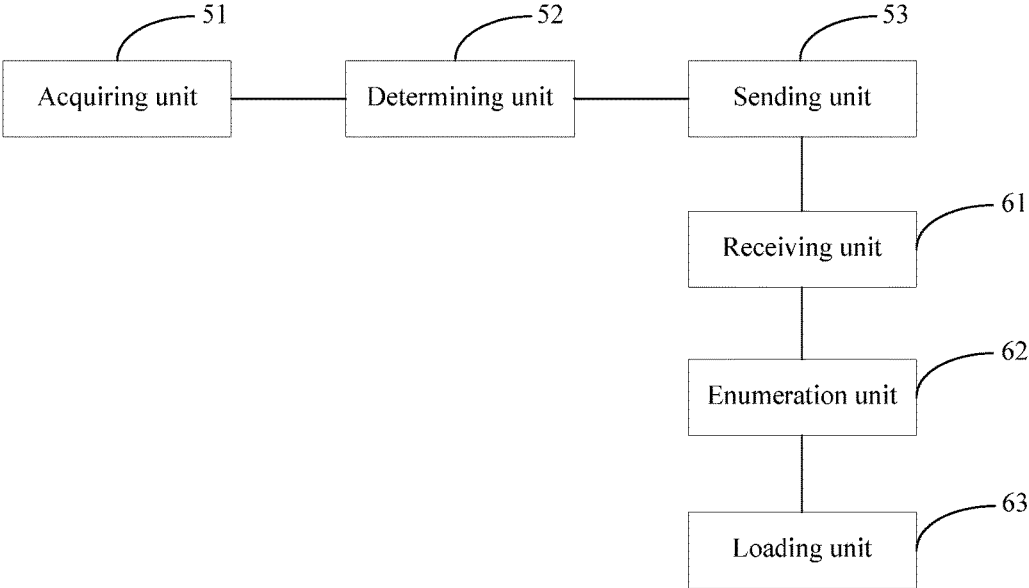 51
52
53
Acquiring unit
Determining unit
Sending unit
61
Receiving unit
62
Enumeration unit
63
Loading unit